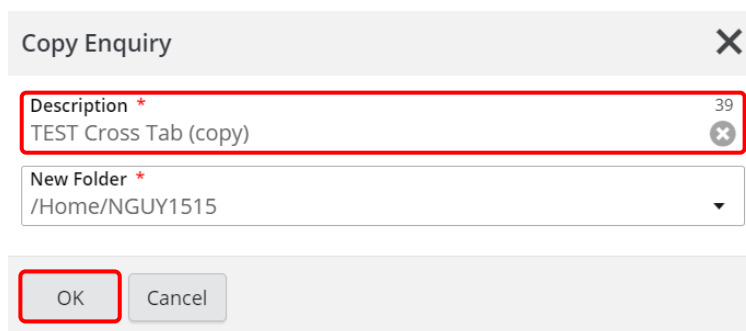 Copy Enquiry
Description * 39
TEST Cross Tab (copy)
New Folder *
/Home/NGUY1515
OK Cancel